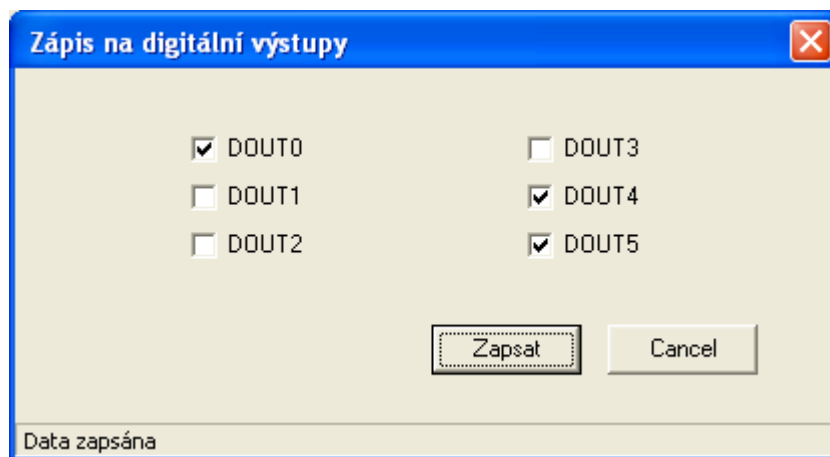 Zápis na digitální výstupy
DOUT0
DOUT3
DOUT1
DOUT4
DOUT2
DOUT5
Zapsat
Cancel
Data zapsána